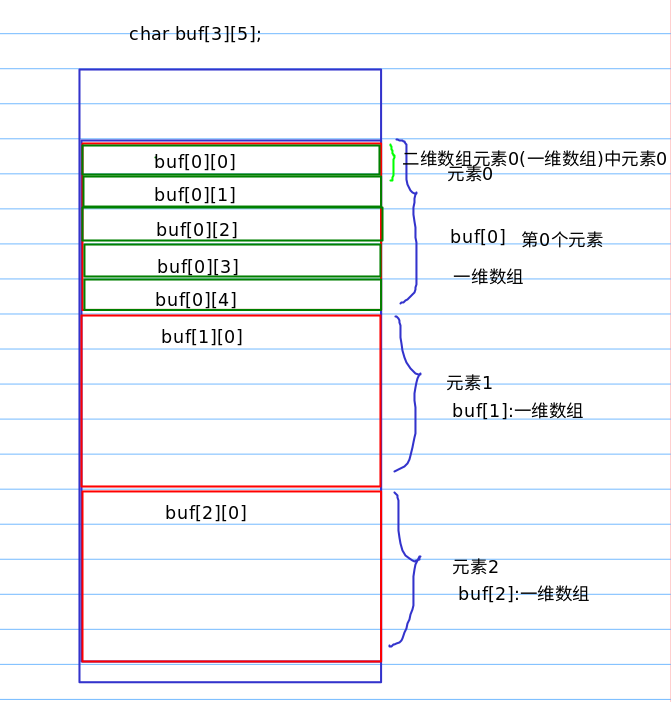 char buf[3][5];
buf[0][0]
二维数组元素0(一维数组)中元素0
元素0
buf[0][1]
buf[0][2]
buf[0] 第0个元素
buf[0][3]
一维数组
buf[0][4]
buf[1][0]
元素1
buf[1]:一维数组
buf[2][0]
元素2
buf[2]:一维数组